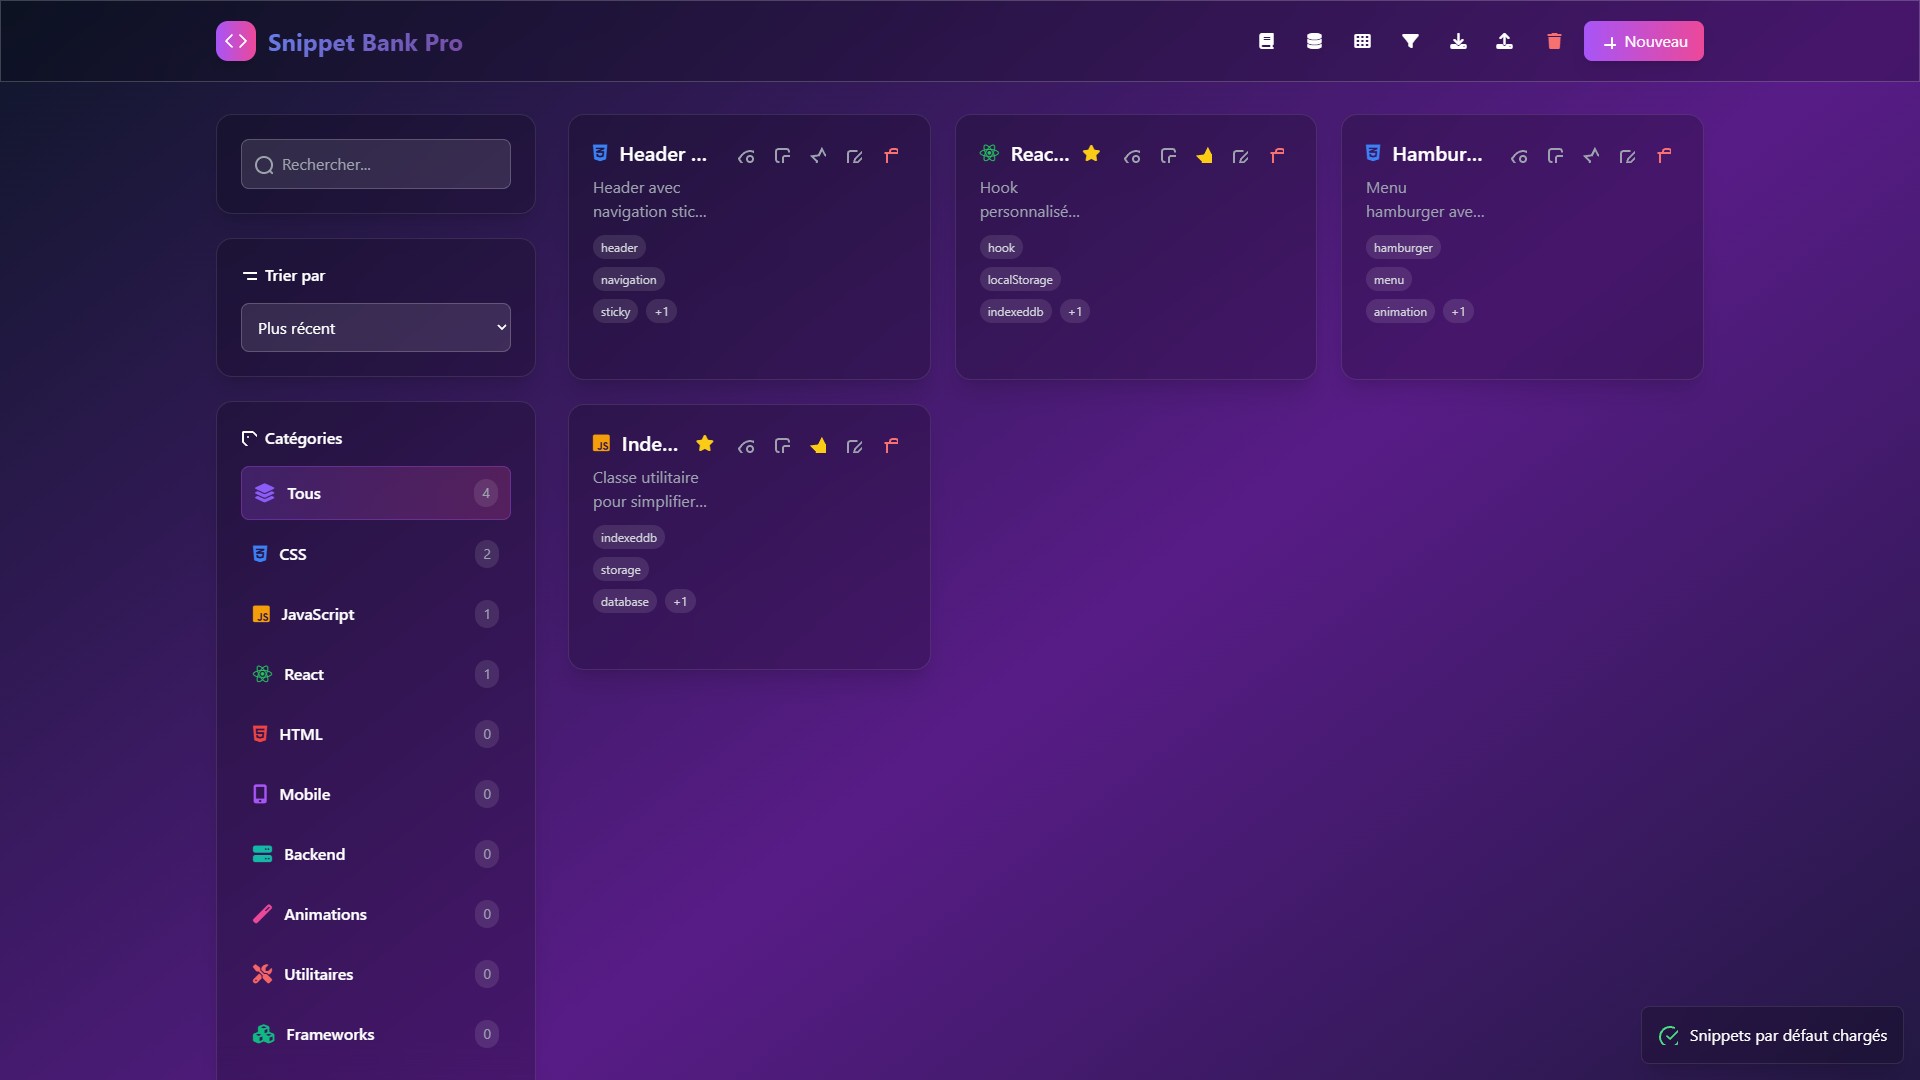 Snippet Bank Pro
Nouveau
Rechercher...
Trier par
Plus récent
Catégories
Tous
4
CSS
2
JavaScript
1
React
1
HTML
0
Mobile
0
Backend
0
Animations
0
Utilitaires
0
Frameworks
0
Header ...
Header avec
navigation stic...
header
navigation
sticky +1
Reac...
Hook
personnalisé...
hook
localStorage
indexeddb +1
Hambur...
Menu
hamburger ave...
hamburger
menu
animation +1
JS
Inde...
Classe utilitaire
pour simplifier...
indexeddb
storage
database +1
Snippets par défaut chargés